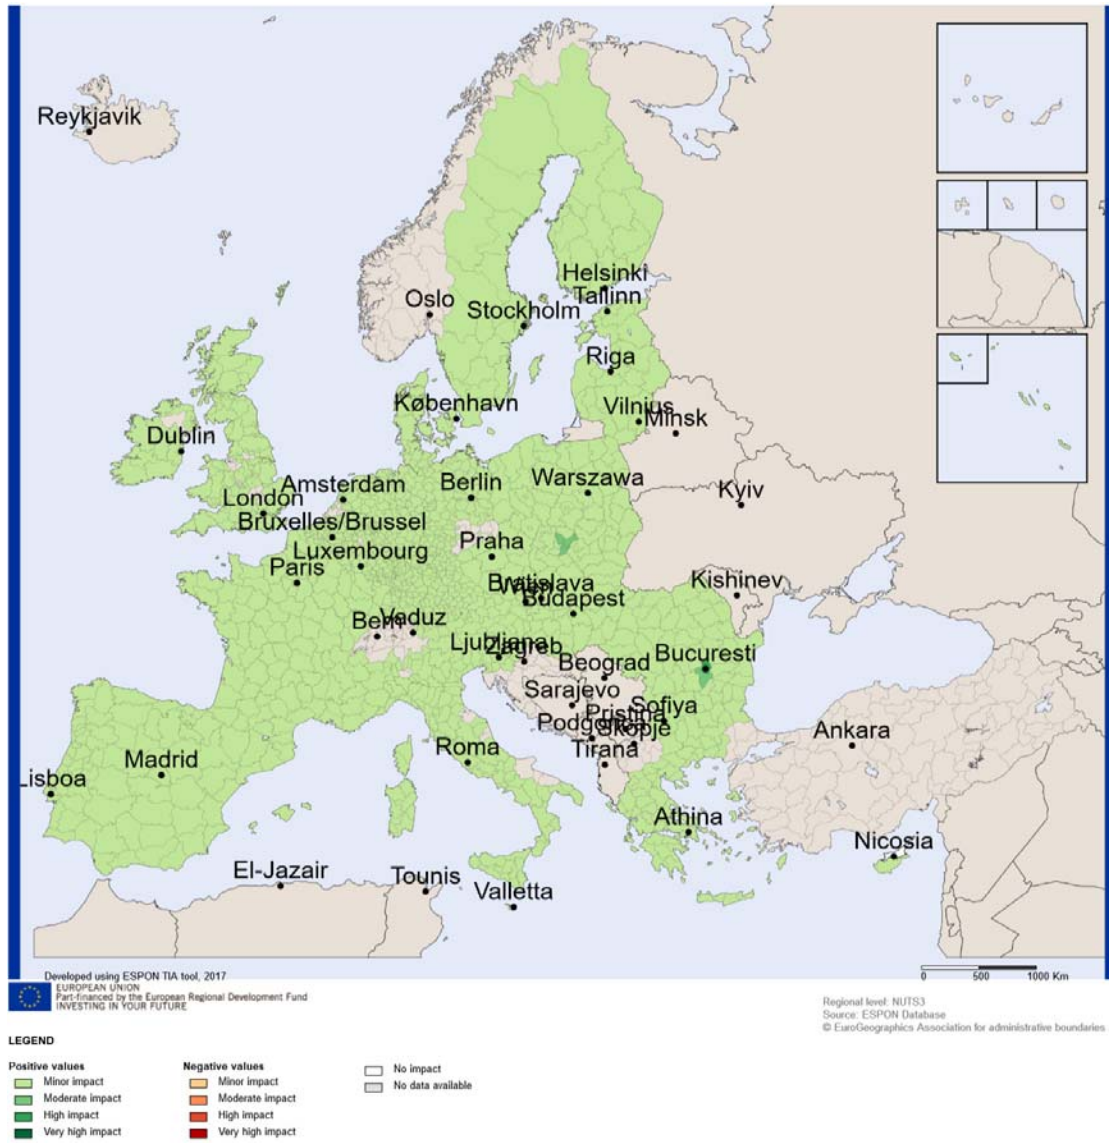 Reykjavik
Helsinki
Tallinn
Oslo
Stockholm
Riga
København
Vilnius
Minsk
Dublin
Amsterdam
Berlin
Warszawa
London
Kyiv
Bruxelles/Brussel
Praha
Luxembourg
Paris
Bratislava
Wien
Kishinev
Budapest
Vaduz
Bern
Ljubljana
Zagreb
Bucuresti
Beograd
Sarajevo
Sofiya
Pristina
Podgorica
Skopje
Ankara
Roma
Tirana
Madrid
Lisboa
Athina
Nicosia
El-Jazair
Tounis
Valletta
Developed using ESPON TIA tool, 2017
0 500 1000 Km
EUROPEAN UNION
Part-financed by the European Regional Development Fund
INVESTING IN YOUR FUTURE
Regional level: NUTS3
Source: ESPON Database
© EuroGeographics Association for administrative boundaries
LEGEND
Positive values
Minor impact
Moderate impact
High impact
Very high impact
Negative values
Minor impact
Moderate impact
High impact
Very high impact
No impact
No data available